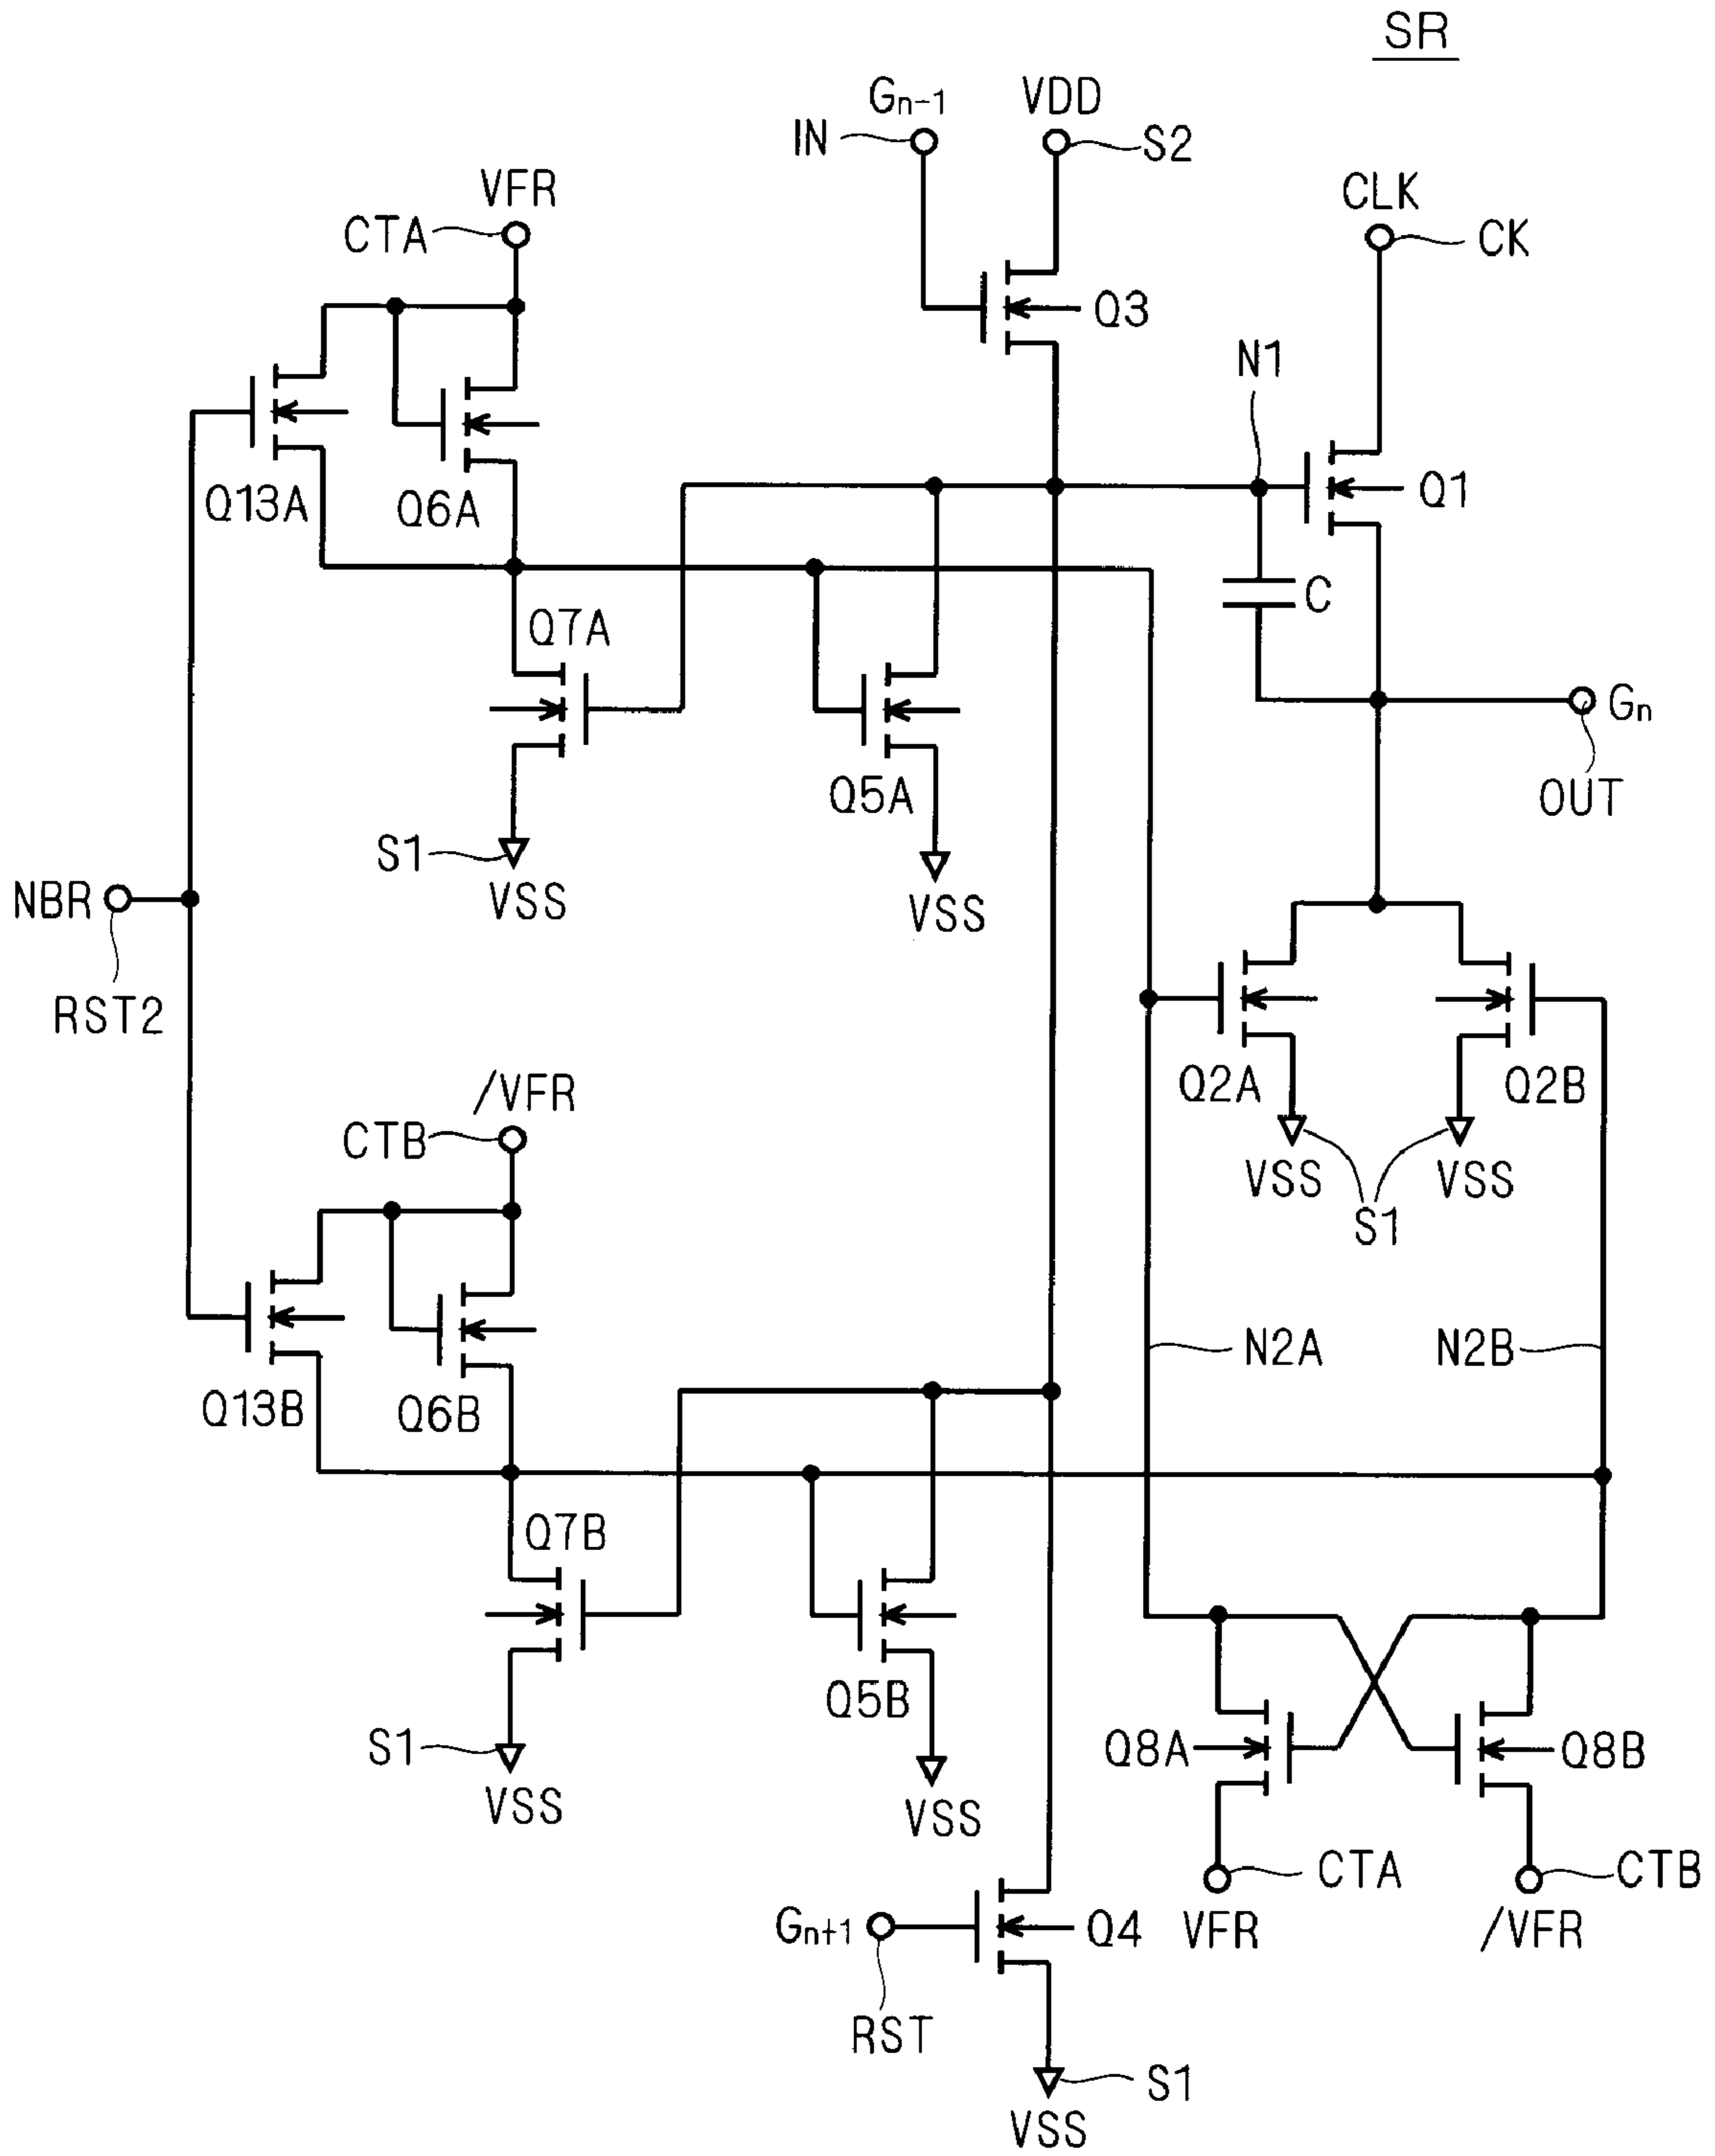 SR
Gn-1
VDD
IN
S2
VFR
CLK
CTA
CK
Q3
N1
Q13A
Q6A
Q1
C
Q7A
Gn
Q5A
OUT
S1
VSS
VSS
NBR
RST2
Q2A
Q2B
/VFR
CTB
VSS
VSS
S1
N2A
N2B
Q13B
Q6B
Q7B
Q5B
S1
VSS
VSS
Q8A
Q8B
CTA
CTB
Gn+1
Q4
VFR
/VFR
RST
S1
VSS